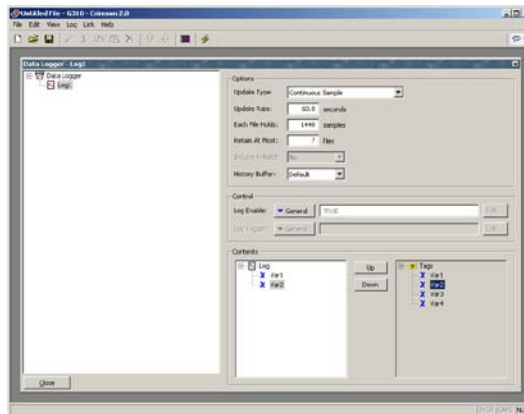 Untitled File - G310 - Crimson 2.0
File Edit View Log Link Help
Data Logger - Log1
Data Logger
Log1
Options
Update Type: Continuous Sample
Update Rate: 60.0 seconds
Each File Holds: 1440 samples
Retain At Most: 7 files
No
History Buffer: Default
Control
Log Enable: General TRUE Edit...
Log Trigger: General Edit...
Contents
Log
Var1
Var2
Up
Down
Tags
Var1
Var2
Var3
Var4
Close